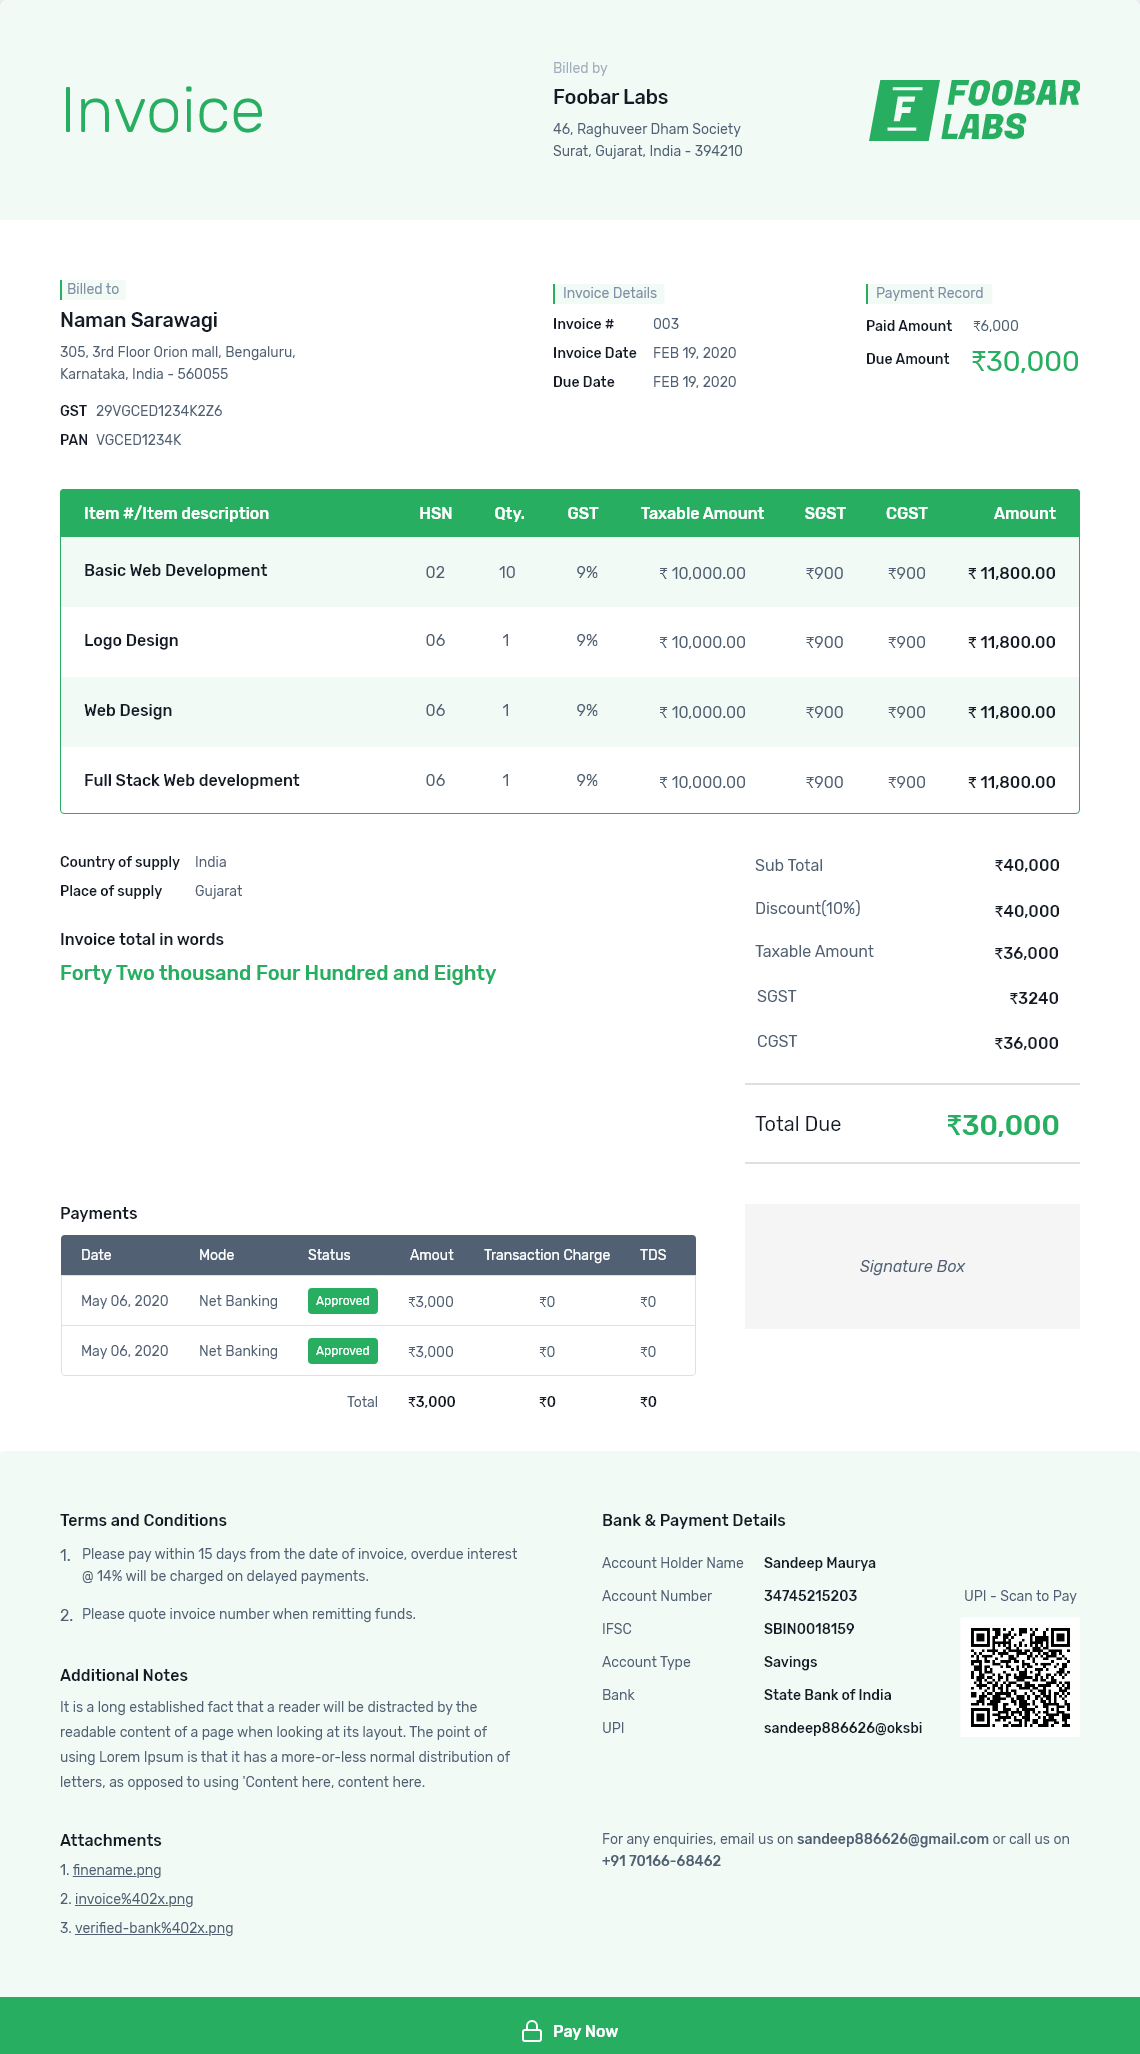 Invoice
Billed by
Foobar Labs
46, Raghuveer Dham Society
Surat, Gujarat, India - 394210
F FOOBAR
LABS
Billed to
Naman Sarawagi
305, 3rd Floor Orion mall, Bengaluru,
Karnataka, India - 560055
GST 29VGCED1234K2Z6
PAN VGCED1234K
Invoice Details
Invoice # 003
Invoice Date FEB 19, 2020
Due Date FEB 19, 2020
Payment Record
Paid Amount ₹6,000
Due Amount ₹30,000
Item #/Item description HSN Qty. GST Taxable Amount SGST CGST Amount
Basic Web Development 02 10 9% ₹ 10,000.00 ₹900 ₹900 ₹ 11,800.00
Logo Design 06 1 9% ₹ 10,000.00 ₹900 ₹900 ₹ 11,800.00
Web Design 06 1 9% ₹ 10,000.00 ₹900 ₹900 ₹ 11,800.00
Full Stack Web development 06 1 9% ₹ 10,000.00 ₹900 ₹900 ₹ 11,800.00
Country of supply India
Place of supply Gujarat
Invoice total in words
Forty Two thousand Four Hundred and Eighty
Sub Total ₹40,000
Discount(10%) ₹40,000
Taxable Amount ₹36,000
SGST ₹3240
CGST ₹36,000
Total Due ₹30,000
Payments
Date Mode Status Amout Transaction Charge TDS
May 06, 2020 Net Banking Approved ₹3,000 ₹0 ₹0
May 06, 2020 Net Banking Approved ₹3,000 ₹0 ₹0
Total ₹3,000 ₹0 ₹0
Signature Box
Terms and Conditions
1. Please pay within 15 days from the date of invoice, overdue interest
@ 14% will be charged on delayed payments.
2. Please quote invoice number when remitting funds.
Additional Notes
It is a long established fact that a reader will be distracted by the
readable content of a page when looking at its layout. The point of
using Lorem Ipsum is that it has a more-or-less normal distribution of
letters, as opposed to using 'Content here, content here.
Attachments
1. finename.png
2. invoice%402x.png
3. verified-bank%402x.png
Bank & Payment Details
Account Holder Name Sandeep Maurya
Account Number 34745215203
IFSC SBIN0018159
Account Type Savings
Bank State Bank of India
UPI sandeep886626@oksbi
UPI - Scan to Pay
For any enquiries, email us on sandeep886626@gmail.com or call us on
+91 70166-68462
Pay Now